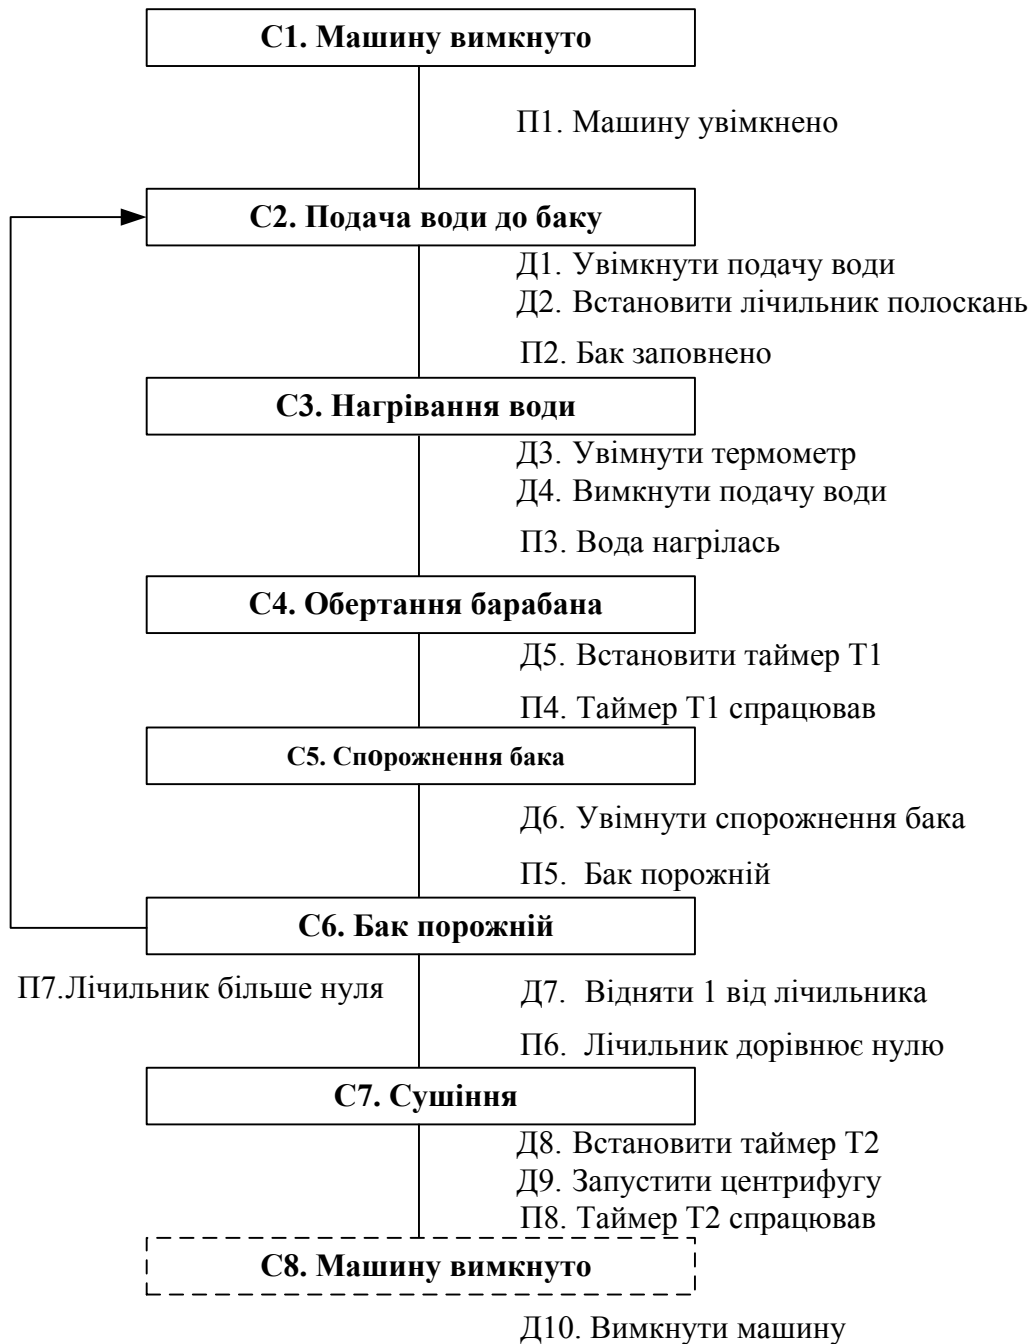 С1. Машину вимкнуто
П1. Машину увімкнено
С2. Подача води до баку
Д1. Увімкнути подачу води
Д2. Встановити лічильник полоскань
П2. Бак заповнено
С3. Нагрівання води
Д3. Увімнути термометр
Д4. Вимкнути подачу води
П3. Вода нагрілась
С4. Обертання барабана
Д5. Встановити таймер Т1
П4. Таймер Т1 спрацював
С5. Спорожнення бака
Д6. Увімнути спорожнення бака
П5. Бак порожній
С6. Бак порожній
П7.Лічильник більше нуля
Д7. Відняти 1 від лічильника
П6. Лічильник дорівнює нулю
С7. Сушіння
Д8. Встановити таймер Т2
Д9. Запустити центрифугу
П8. Таймер Т2 спрацював
С8. Машину вимкнуто
Д10. Вимкнути машину